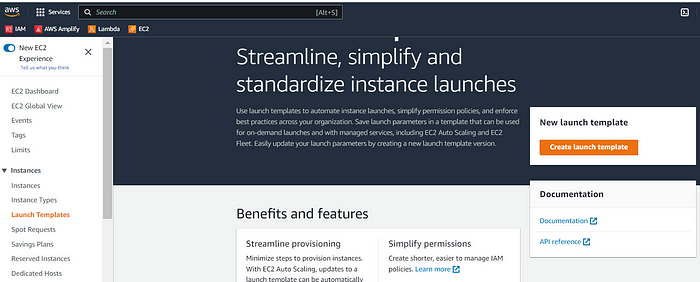 aws
Services
Search
[Alt+S]
IAM
AWS Amplify
Lambda
EC2
New EC2
Experience
Tell us what you think
EC2 Dashboard
EC2 Global View
Events
Tags
Limits
Instances
Instances
Instance Types
Launch Templates
Spot Requests
Savings Plans
Reserved Instances
Dedicated Hosts
Streamline, simplify and
standardize instance launches
Use launch templates to automate instance launches, simplify permission policies, and enforce
best practices across your organization. Save launch parameters in a template that can be used
for on-demand launches and with managed services, including EC2 Auto Scaling and EC2
Fleet. Easily update your launch parameters by creating a new launch template version.
New launch template
Create launch template
Documentation
Documentation
API reference
Benefits and features
Streamline provisioning
Minimize steps to provision instances.
With EC2 Auto Scaling, updates to a
launch template can be automatically
Simplify permissions
Create shorter, easier to manage IAM
policies. Learn more